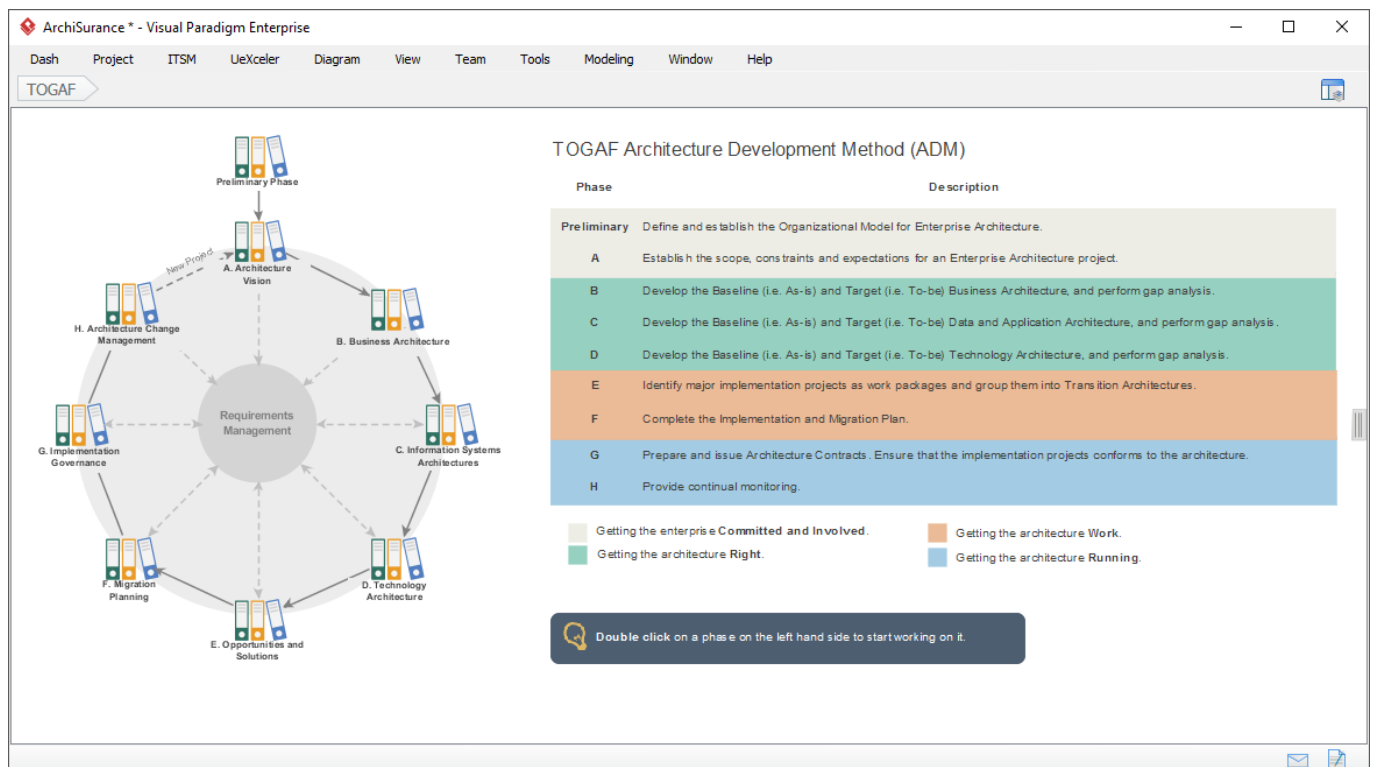 ArchiSurance * - Visual Paradigm Enterprise
Dash Project ITSM UeXceler Diagram View Team Tools Modeling Window Help
TOGAF
Preliminary Phase
New Project
A. Architecture
Vision
H. Architecture Change
Management
B. Business Architecture
Requirements
Management
G. Implementation
Governance
C. Information Systems
Architectures
F. Migration
Planning
D. Technology
Architecture
E. Opportunities and
Solutions
TOGAF Architecture Development Method (ADM)
Phase Description
Preliminary Define and establish the Organizational Model for Enterprise Architecture.
A Establish the scope, constraints and expectations for an Enterprise Architecture project.
B Develop the Baseline (i.e. As-is) and Target (i.e. To-be) Business Architecture, and perform gap analysis.
C Develop the Baseline (i.e. As-is) and Target (i.e. To-be) Data and Application Architecture, and perform gap analysis.
D Develop the Baseline (i.e. As-is) and Target (i.e. To-be) Technology Architecture, and perform gap analysis.
E Identify major implementation projects as work packages and group them into Transition Architectures.
F Complete the Implementation and Migration Plan.
G Prepare and issue Architecture Contracts. Ensure that the implementation projects conforms to the architecture.
H Provide continual monitoring.
Getting the enterprise Committed and Involved.
Getting the architecture Right.
Getting the architecture Work.
Getting the architecture Running.
Double click on a phase on the left hand side to start working on it.